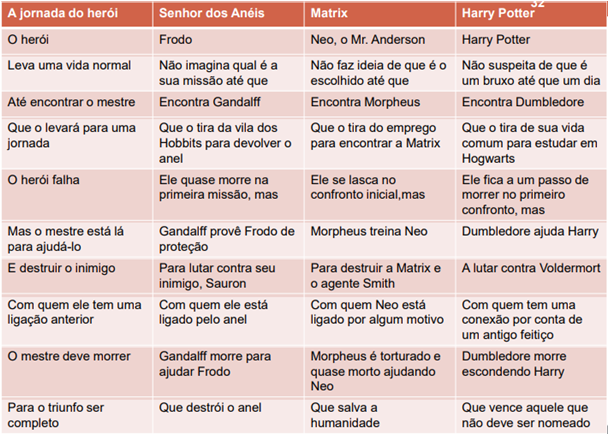 32
A jornada do herói Senhor dos Anéis Matrix Harry Potter
O herói Frodo Neo, o Mr. Anderson Harry Potter
Leva uma vida normal Não imagina qual é a Não faz ideia de que é o Não suspeita de que é
sua missão até que escolhido até que um bruxo até que um dia
Até encontrar o mestre Encontra Gandalff Encontra Morpheus Encontra Dumbledore
Que o levará para uma Que o tira da vila dos Que o tira do emprego Que o tira de sua vida
jornada Hobbits para devolver o para encontrar a Matrix comum para estudar em
anel Hogwarts
O herói falha Ele quase morre na Ele se lasca no Ele fica a um passo de
primeira missão, mas confronto inicial,mas morrer no primeiro
confronto, mas
Mas o mestre está lá Gandalff provê Frodo de Morpheus treina Neo Dumbledore ajuda Harry
para ajudá-lo proteção
E destruir o inimigo Para lutar contra seu Para destruir a Matrix e A lutar contra Voldermort
inimigo, Sauron o agente Smith
Com quem ele tem uma Com quem ele está Com quem Neo está Com quem tem uma
ligação anterior ligado pelo anel ligado por algum motivo conexão por conta de
um antigo feitiço
O mestre deve morrer Gandalff morre para Morpheus é torturado e Dumbledore morre
ajudar Frodo quase morto ajudando escondendo Harry
Neo
Para o triunfo ser Que destrói o anel Que salva a Que vence aquele que
completo humanidade não deve ser nomeado